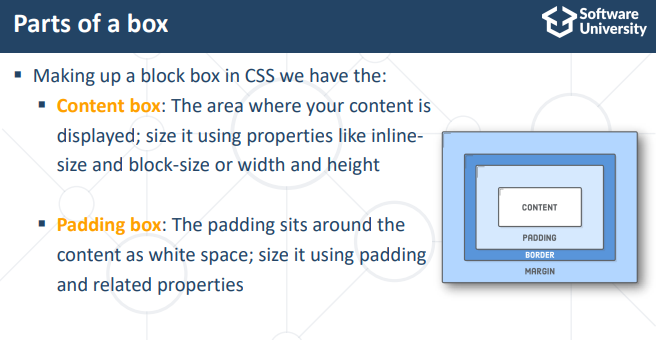 Parts of a box
Software
University
▪ Making up a block box in CSS we have the:
▪ Content box: The area where your content is
displayed; size it using properties like inline-
size and block-size or width and height
▪ Padding box: The padding sits around the
content as white space; size it using padding
and related properties
CONTENT
PADDING
BORDER
MARGIN